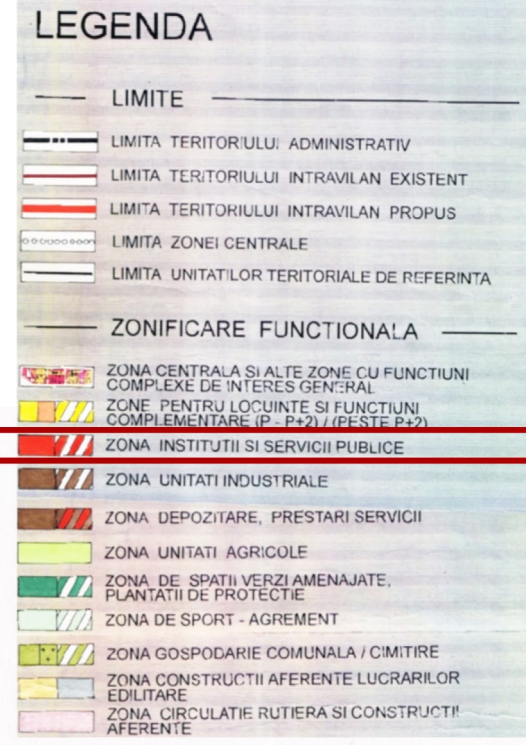 LEGENDA
LIMITE
LIMITA TERITORIULUI ADMINISTRATIV
LIMITA TERITORIULUI INTRAVILAN EXISTENT
LIMITA TERITORIULUI INTRAVILAN PROPUS
LIMITA ZONEI CENTRALE
LIMITA UNITATILOR TERITORIALE DE REFERINTA
ZONIFICARE FUNCTIONALA
ZONA CENTRALA SI ALTE ZONE CU FUNCTIUNI
COMPLEXE DE INTERES GENERAL
ZONE PENTRU LOCUINTE SI FUNCTIUNI
COMPLEMENTARE (P - P+2) / (PESTE P+2)
ZONA INSTITUTII SI SERVICII PUBLICE
ZONA UNITATI INDUSTRIALE
ZONA DEPOZITARE, PRESTARI SERVICII
ZONA UNITATI AGRICOLE
ZONA DE SPATII VERZI AMENAJATE,
PLANTATII DE PROTECTIE
ZONA DE SPORT - AGREMENT
ZONA GOSPODARIE COMUNALA / CIMITIRE
ZONA CONSTRUCTII AFERENTE LUCRARILOR
EDILITARE
ZONA CIRCULATIE RUTIERA SI CONSTRUCTII
AFERENTE